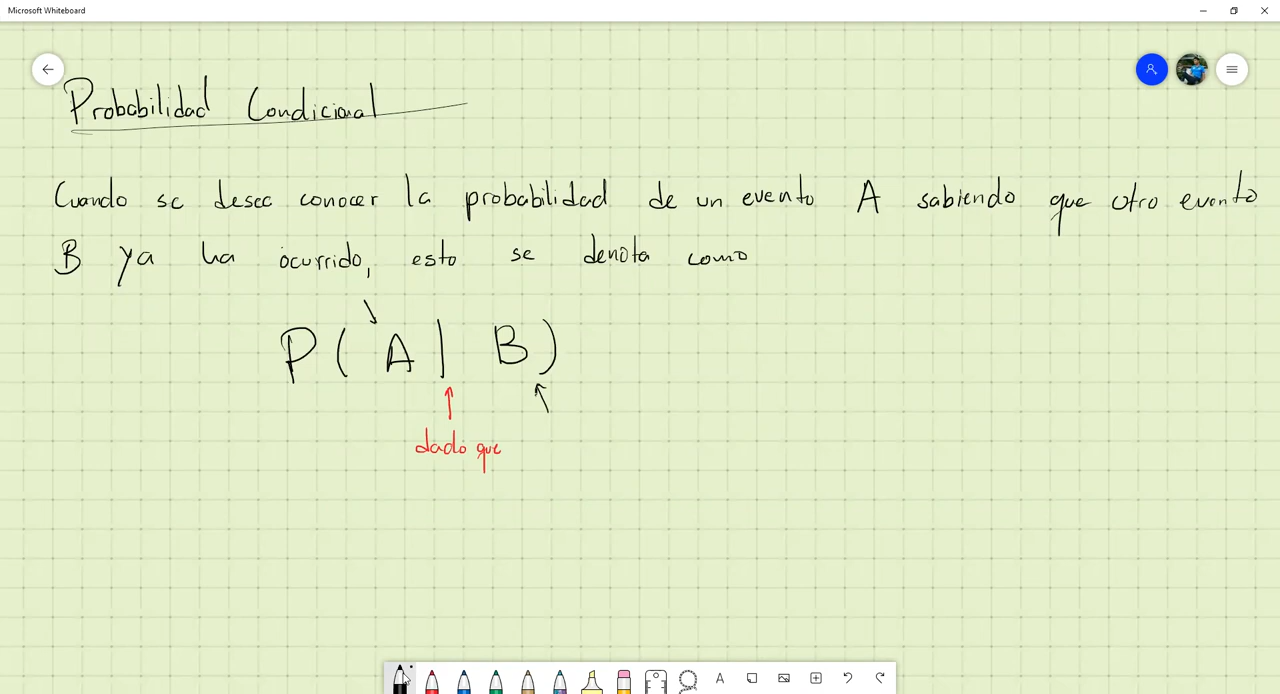 Microsoft Whiteboard
Probabilidad Condicional
Cuando se desee conocer la probabilidad de un evento A sabiendo que otro evento
B ya ha ocurrido, esto se denota como
P( A | B)
dado que
A